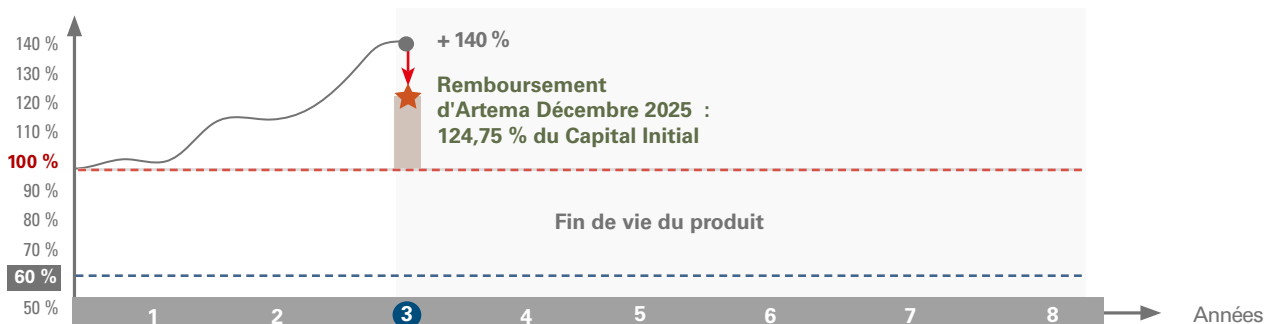 140 %
130 %
120 %
110 %
100 %
90 %
80 %
70 %
60 %
50 %
+ 140 %
Remboursement
d'Artema Décembre 2025 :
124,75 % du Capital Initial
Fin de vie du produit
1 2 3 4 5 6 7 8 Années